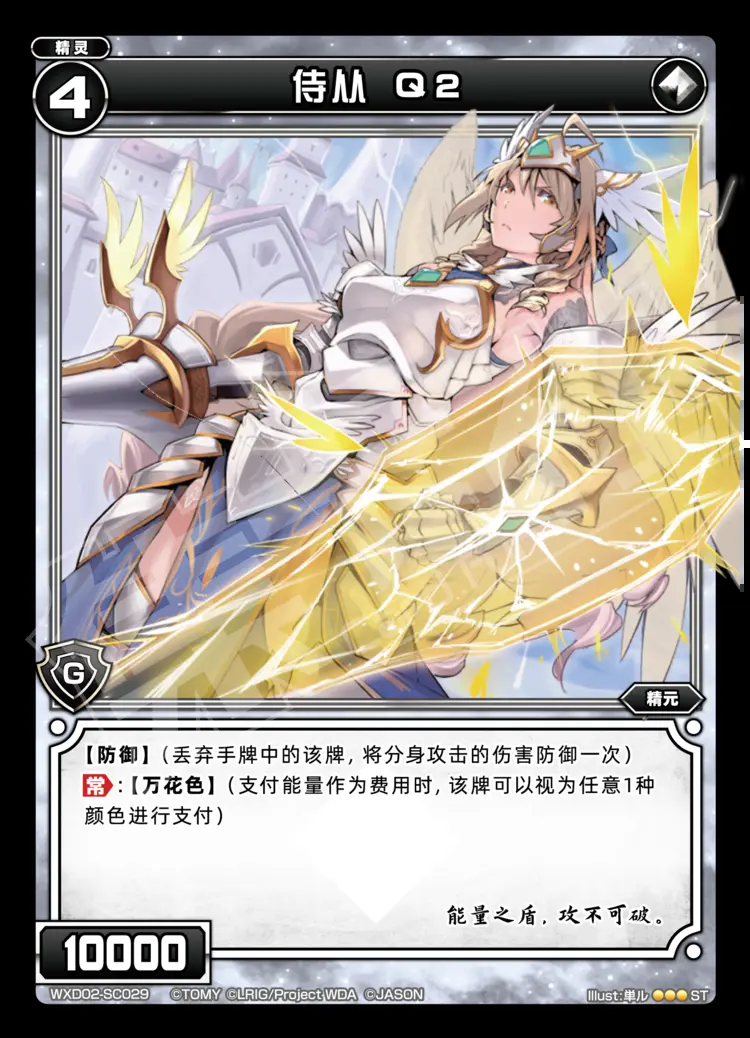 精灵
4
侍从 Q2
G
精元
【防御】（丢弃手牌中的该牌，将分身攻击的伤害防御一次）
常：【万花色】（支付能量作为费用时，该牌可以视为任意1种
颜色进行支付）
能量之盾，攻不可破。
10000
WXD02-SC029 ©TOMY ©LRIG/Project WDA ©JASON
Illust:単ル ST